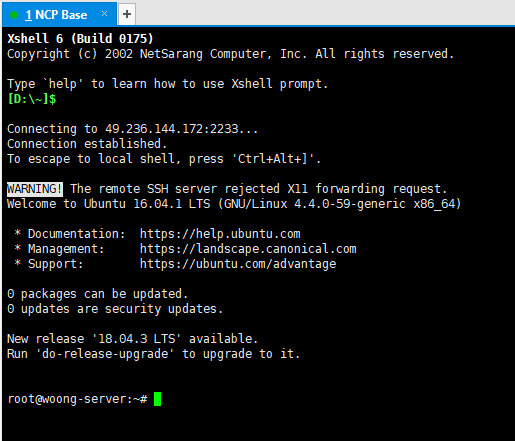 1 NCP Base × +
Xshell 6 (Build 0175)
Copyright (c) 2002 NetSarang Computer, Inc. All rights reserved.
Type `help' to learn how to use Xshell prompt.
[D:\~]$
Connecting to 49.236.144.172:2233...
Connection established.
To escape to local shell, press 'Ctrl+Alt+]'.
WARNING! The remote SSH server rejected X11 forwarding request.
Welcome to Ubuntu 16.04.1 LTS (GNU/Linux 4.4.0-59-generic x86_64)
* Documentation:  https://help.ubuntu.com
* Management:     https://landscape.canonical.com
* Support:        https://ubuntu.com/advantage
0 packages can be updated.
0 updates are security updates.
New release '18.04.3 LTS' available.
Run 'do-release-upgrade' to upgrade to it.
root@woong-server:~#